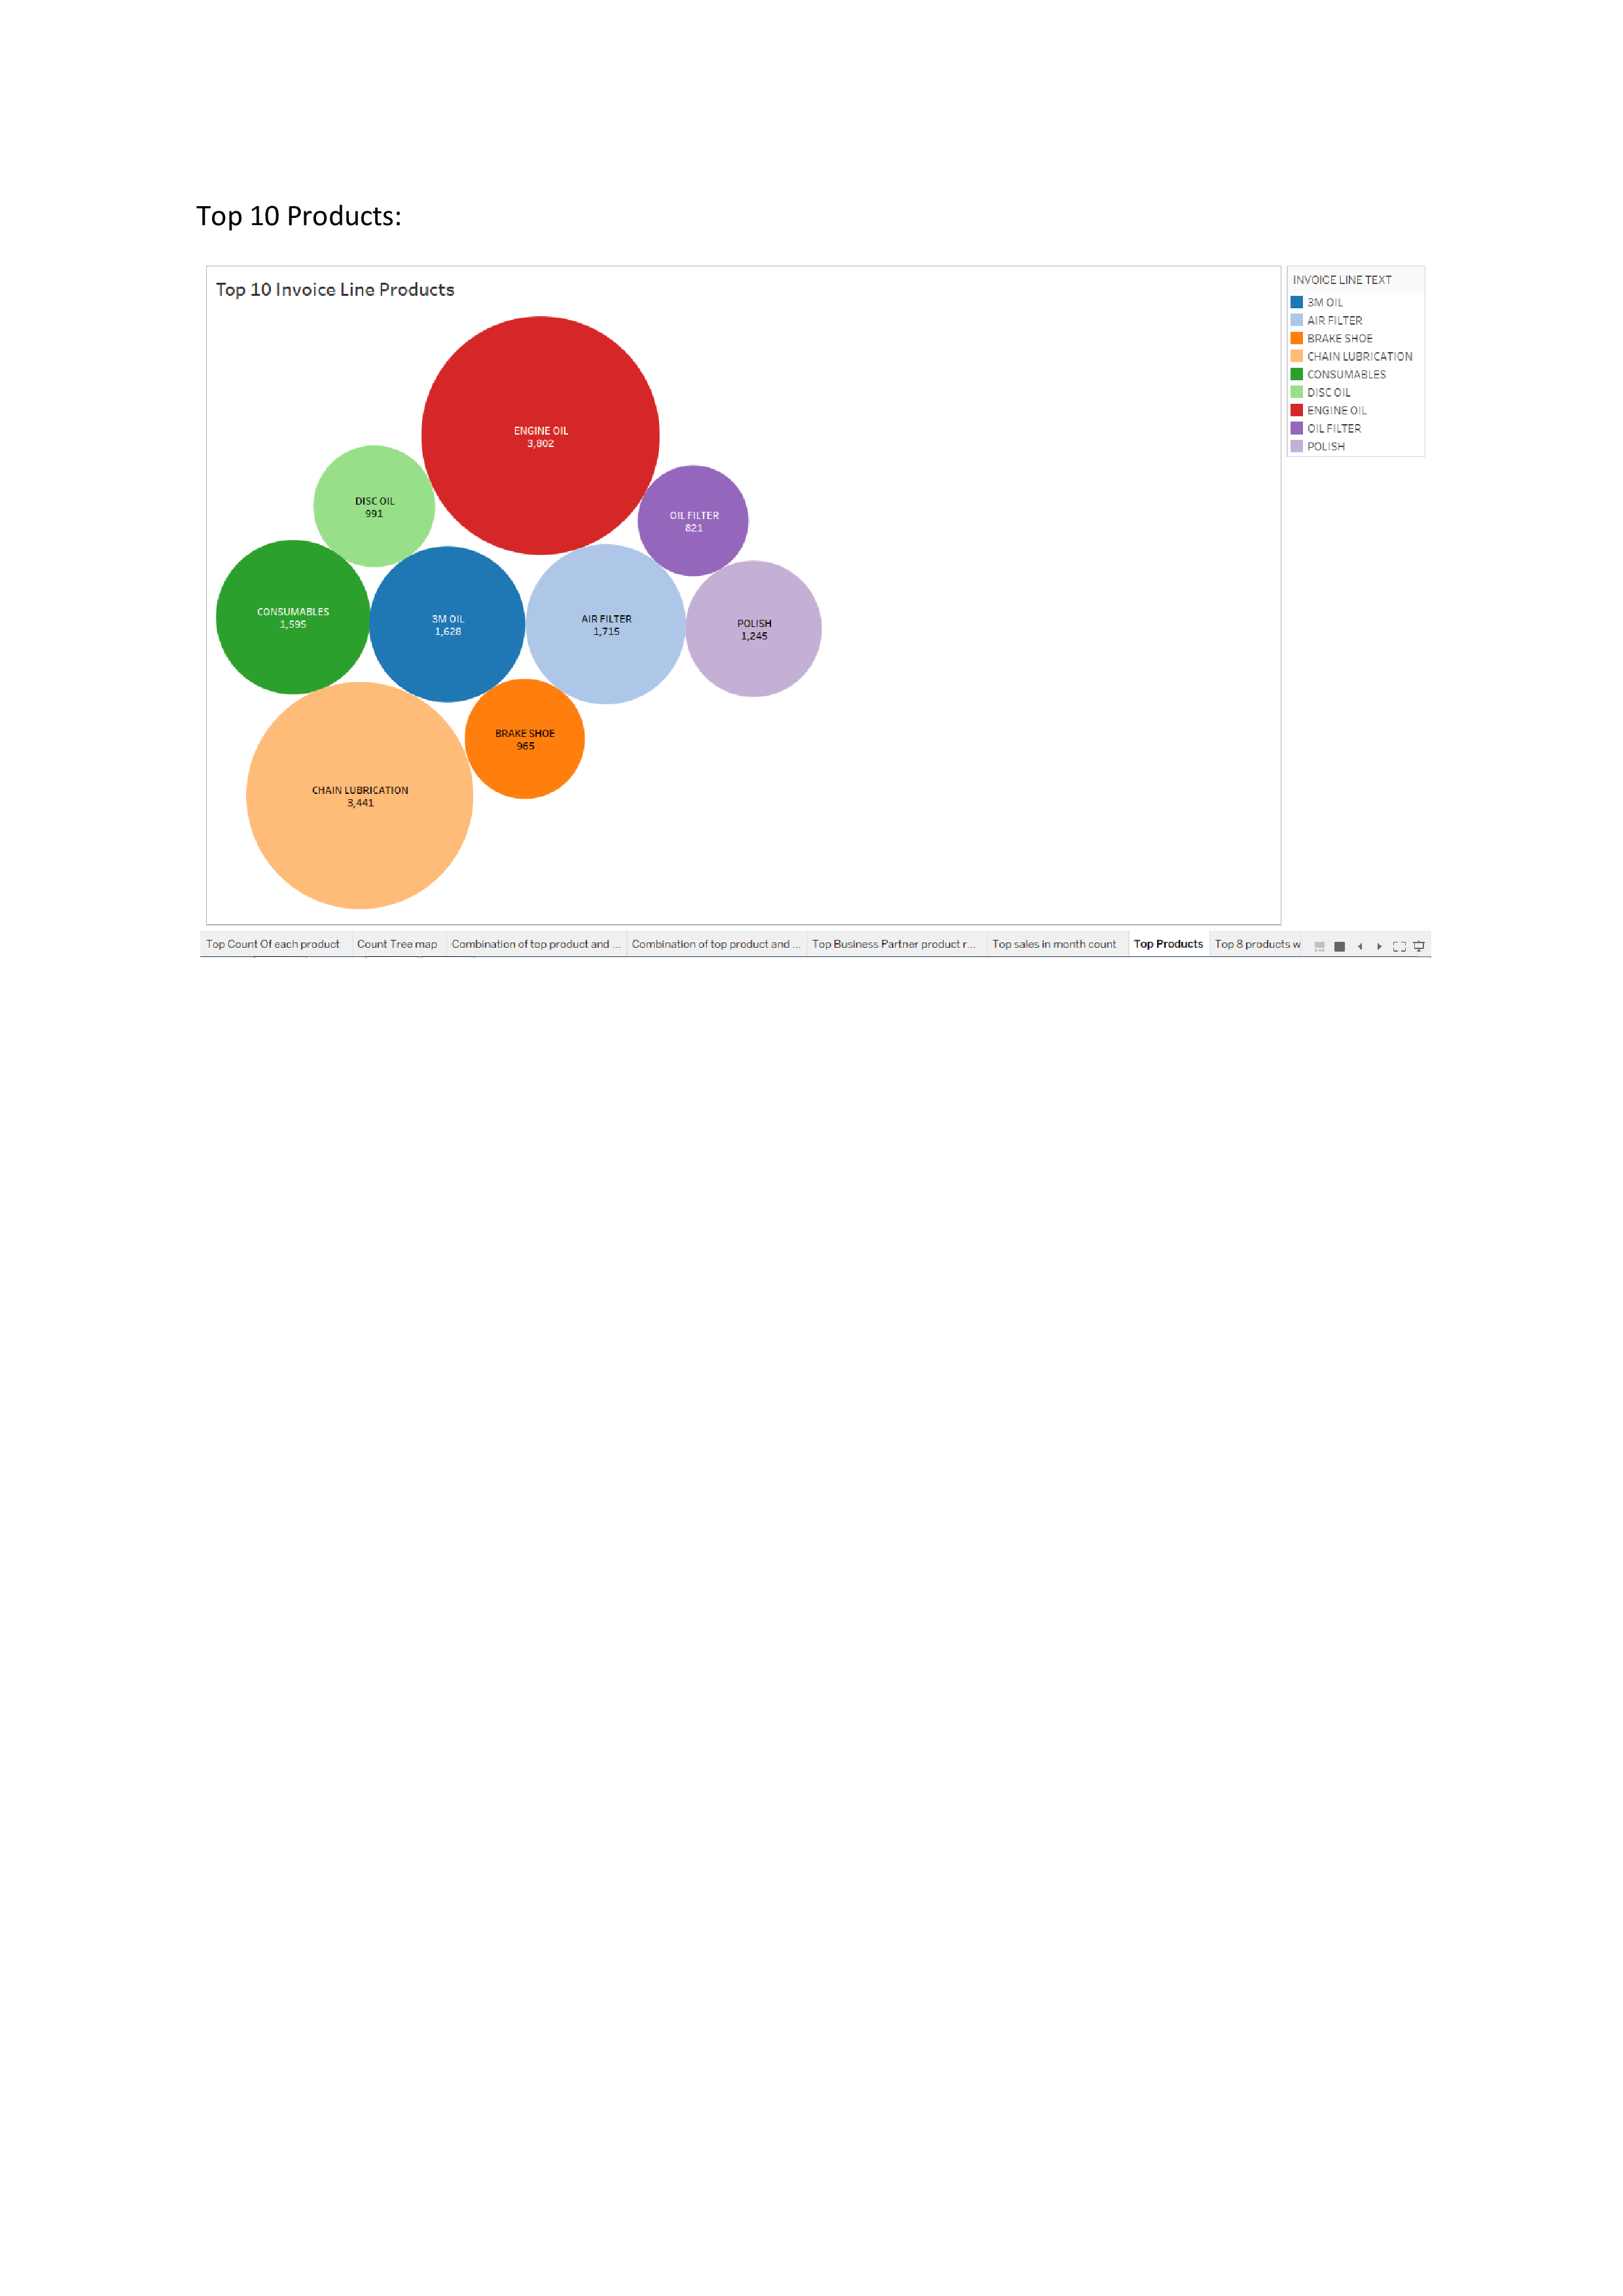 Top 10 Products:
Top 10 Invoice Line Products
ENGINE OIL
3,802
DISC OIL
991
OIL FILTER
821
CONSUMABLES
1,595
3M OIL
1,628
AIR FILTER
1,715
POLISH
1,245
BRAKE SHOE
965
CHAIN LUBRICATION
3,441
INVOICE LINE TEXT
3M OIL
AIR FILTER
BRAKE SHOE
CHAIN LUBRICATION
CONSUMABLES
DISC OIL
ENGINE OIL
OIL FILTER
POLISH
Top Count Of each product Count Tree map Combination of top product and ... Combination of top product and ... Top Business Partner product r... Top sales in month count Top Products Top 8 products w